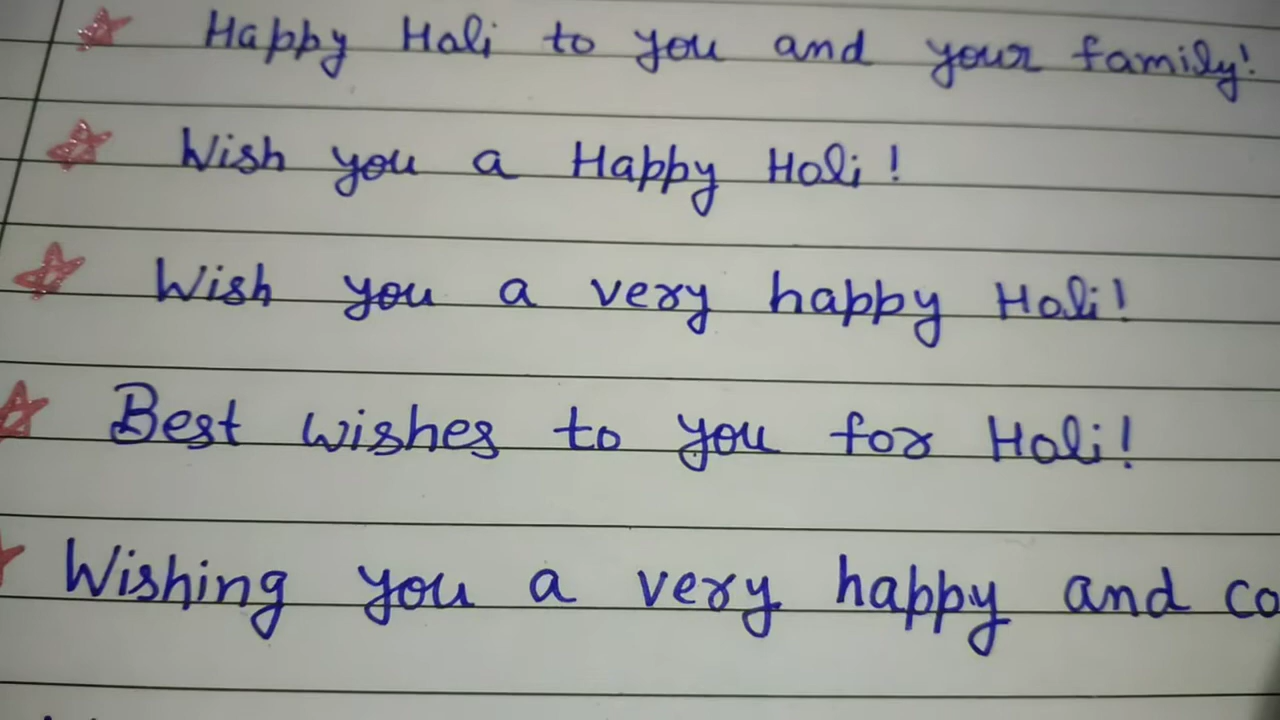 Happy Holi to you and your family!
Wish you a Happy Holi!
Wish you a very happy Holi!
Best wishes to you for Holi!
Wishing you a very happy and co